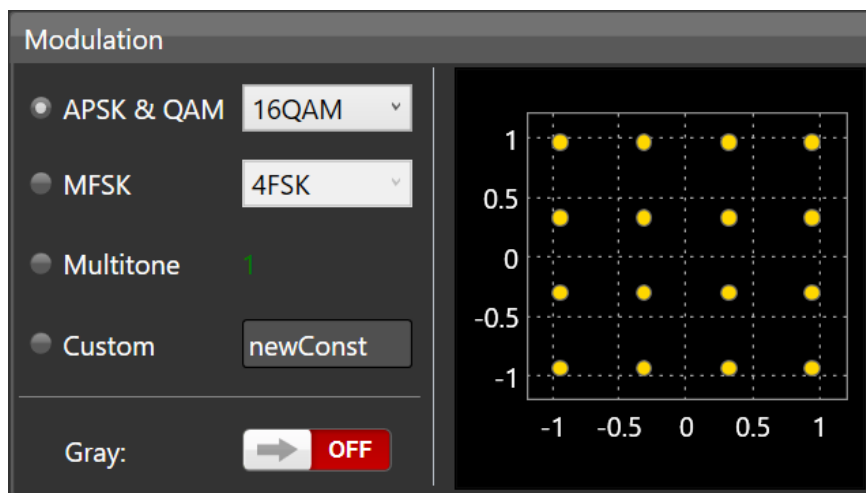 Modulation
APSK & QAM 16QAM
MFSK 4FSK
Multitone 1
Custom newConst
Gray: OFF
1
0.5
0
-0.5
-1
-1 -0.5 0 0.5 1